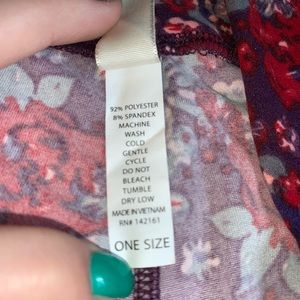 92% POLYESTER
8% SPANDEX
MACHINE
WASH
COLD
GENTLE
CYCLE
DO NOT
BLEACH
TUMBLE
DRY LOW
MADE IN VIETNAM
RN# 142161
ONE SIZE